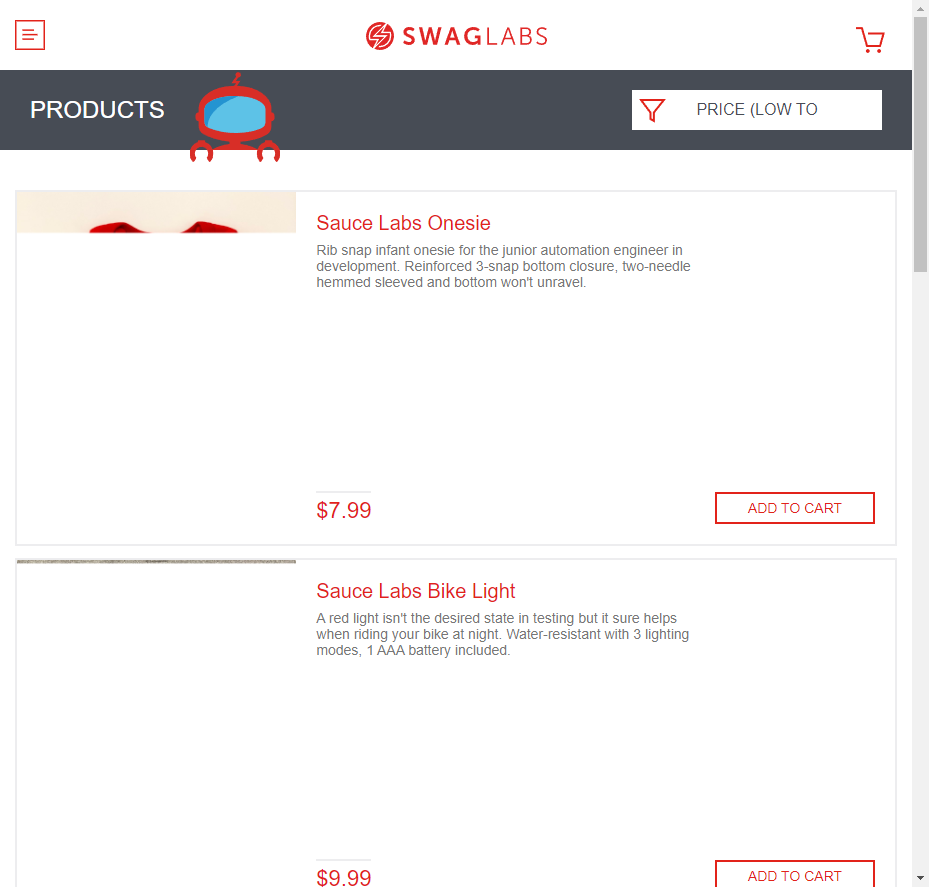 SWAGLABS
PRODUCTS
PRICE (LOW TO
Sauce Labs Onesie
Rib snap infant onesie for the junior automation engineer in
development. Reinforced 3-snap bottom closure, two-needle
hemmed sleeved and bottom won't unravel.
$7.99
ADD TO CART
Sauce Labs Bike Light
A red light isn't the desired state in testing but it sure helps
when riding your bike at night. Water-resistant with 3 lighting
modes, 1 AAA battery included.
$9.99
ADD TO CART